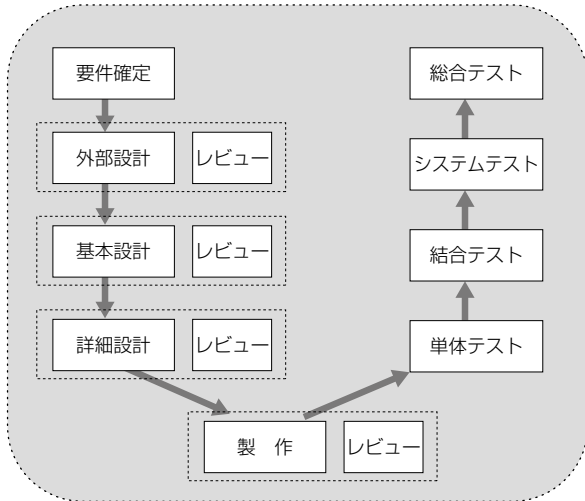 要件確定
外部設計
レビュー
基本設計
レビュー
詳細設計
レビュー
製　作
レビュー
単体テスト
結合テスト
システムテスト
総合テスト